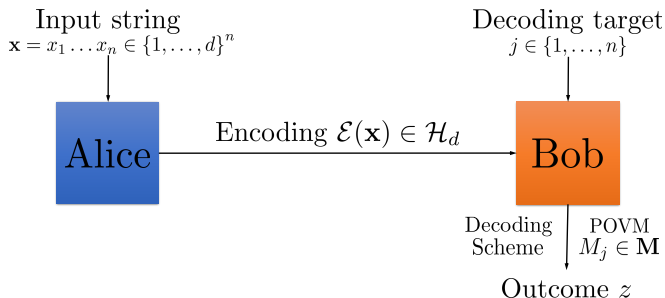 Input string
𝐱 = x₁ … xₙ ∈ {1, …, d}ⁿ
Decoding target
j ∈ {1, …, n}
Alice
Encoding ℰ(𝐱) ∈ ℋ_d
Bob
Decoding
Scheme
POVM
M_j ∈ 𝐌
Outcome z